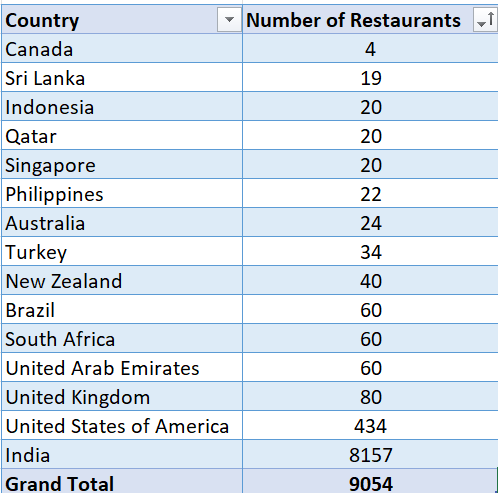 Country Number of Restaurants
Canada 4
Sri Lanka 19
Indonesia 20
Qatar 20
Singapore 20
Philippines 22
Australia 24
Turkey 34
New Zealand 40
Brazil 60
South Africa 60
United Arab Emirates 60
United Kingdom 80
United States of America 434
India 8157
Grand Total 9054